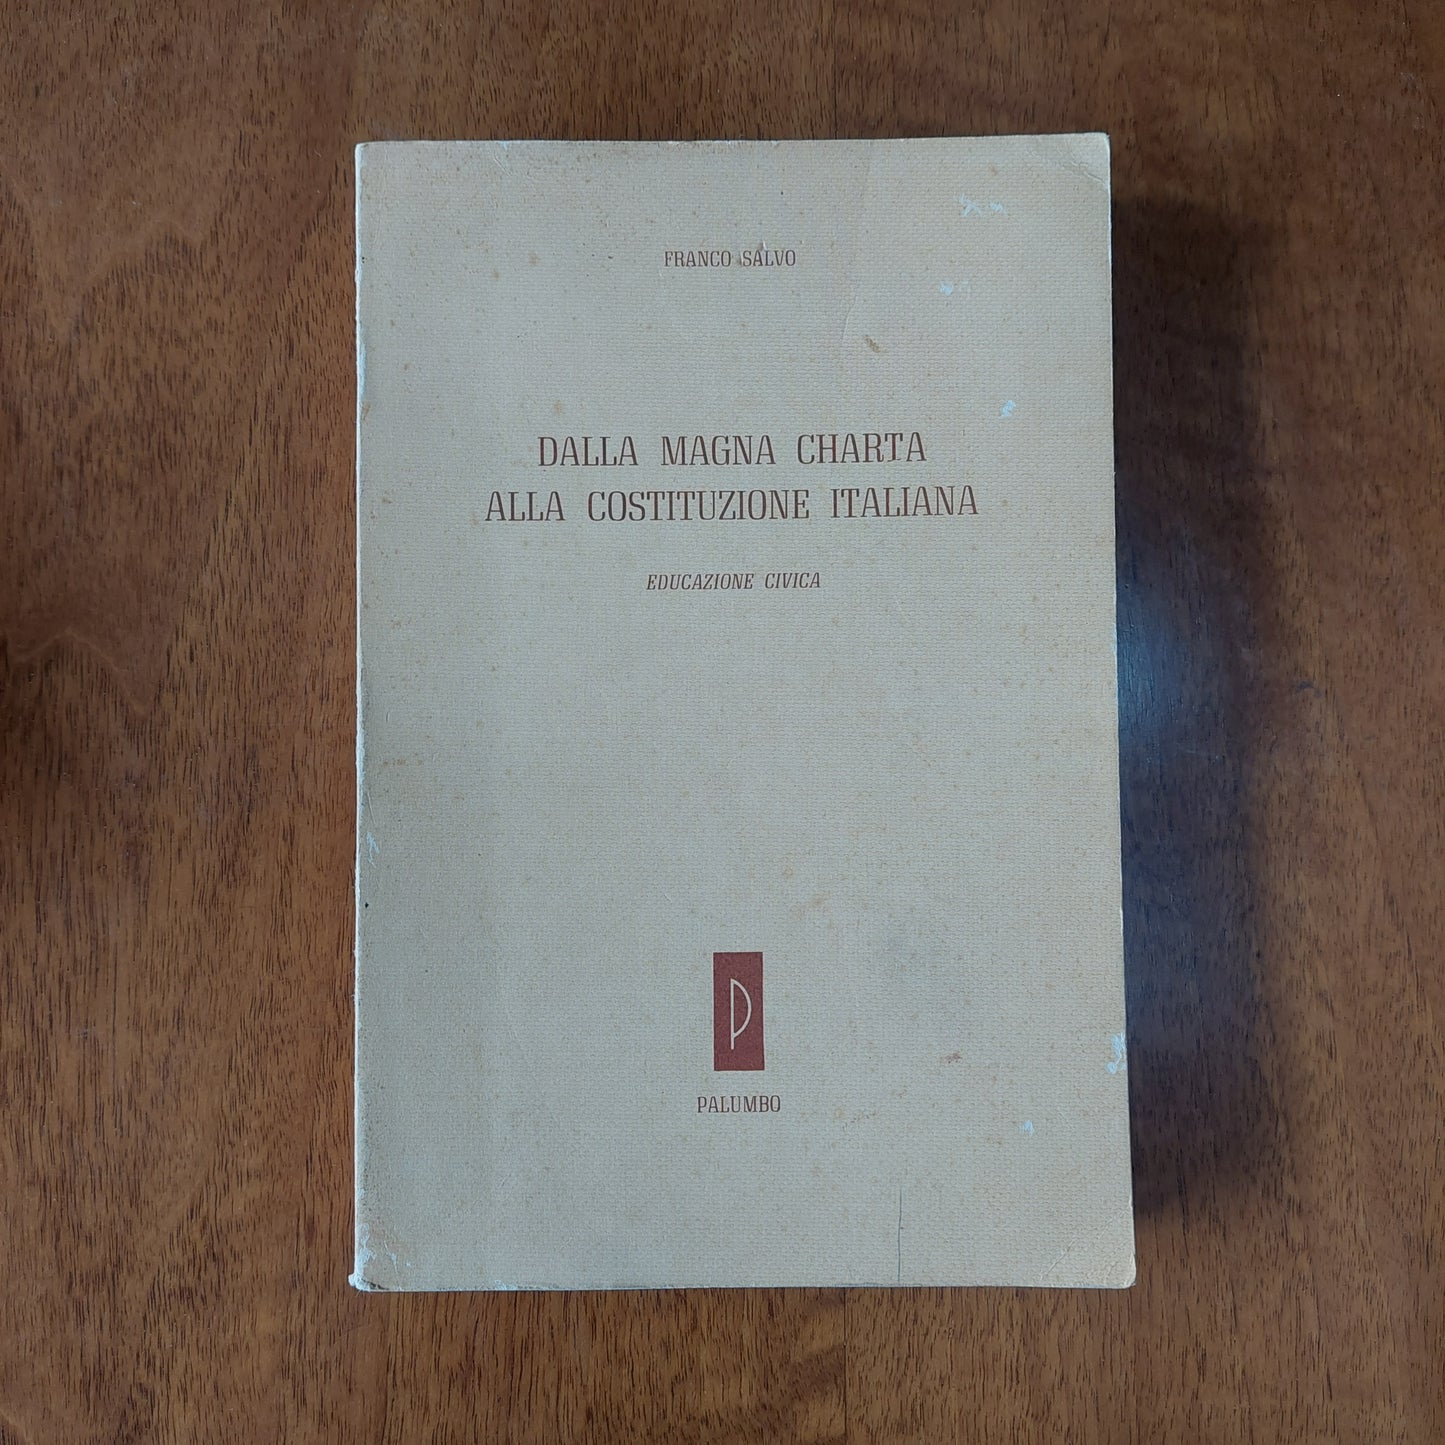 FRANCO SALVO
DALLA MAGNA CHARTA
ALLA COSTITUZIONE ITALIANA
EDUCAZIONE CIVICA
P
PALUMBO